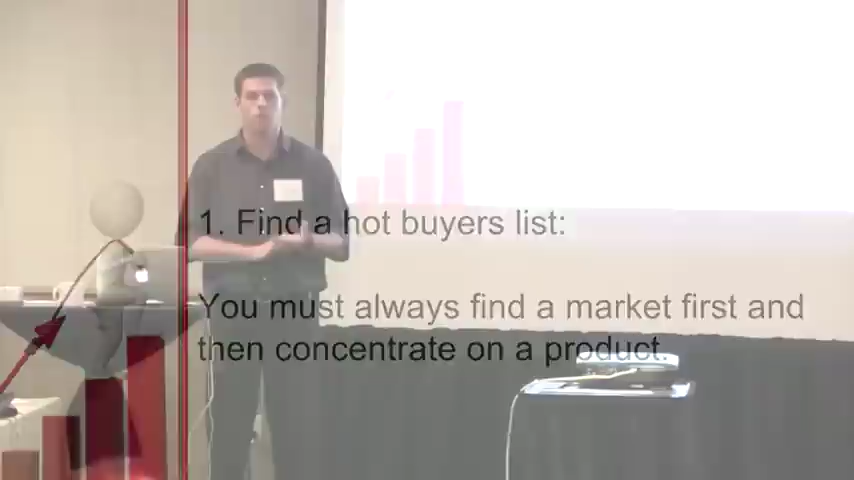 1. Find a hot buyers list:
You must always find a market first and
then concentrate on a product.